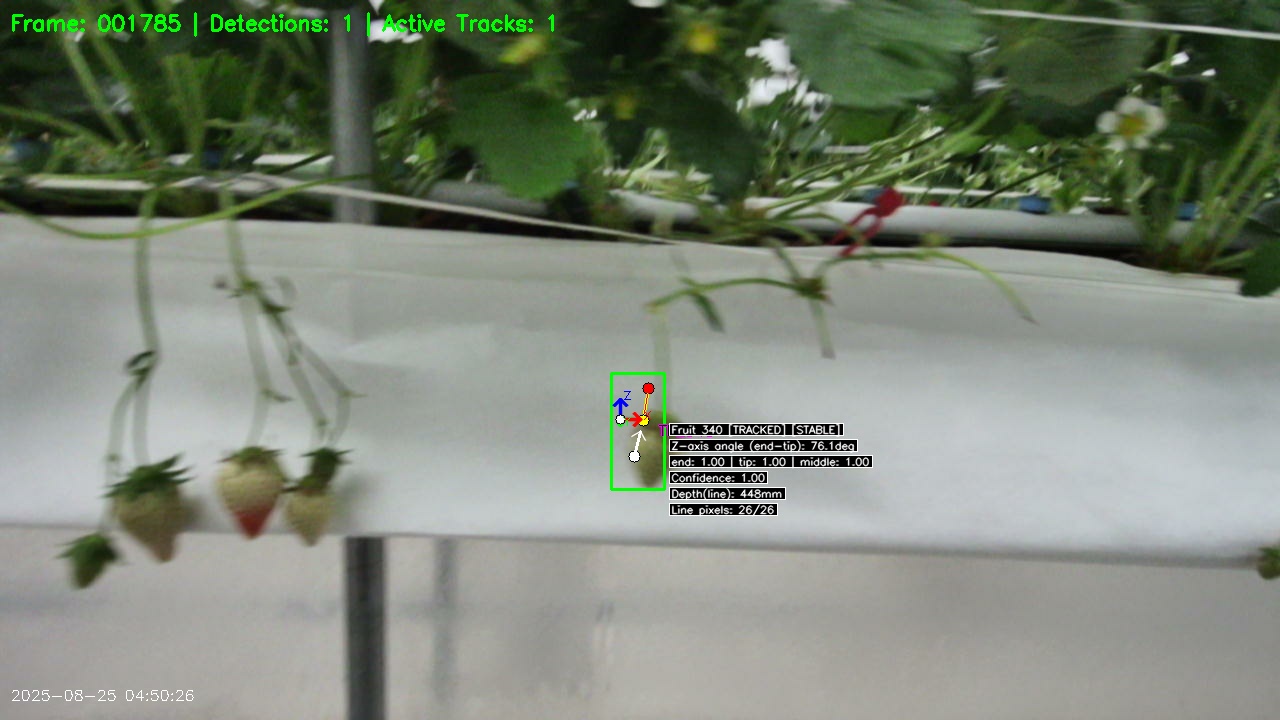 Frame: 001785 | Detections: 1 | Active Tracks: 1
Z
Fruit 340 [TRACKED] [STABLE]
Z-axis angle (end-tip): 76.1deg
end: 1.00 | tip: 1.00 | middle: 1.00
Confidence: 1.00
Depth(line): 448mm
Line pixels: 26/26
2025-08-25 04:50:26